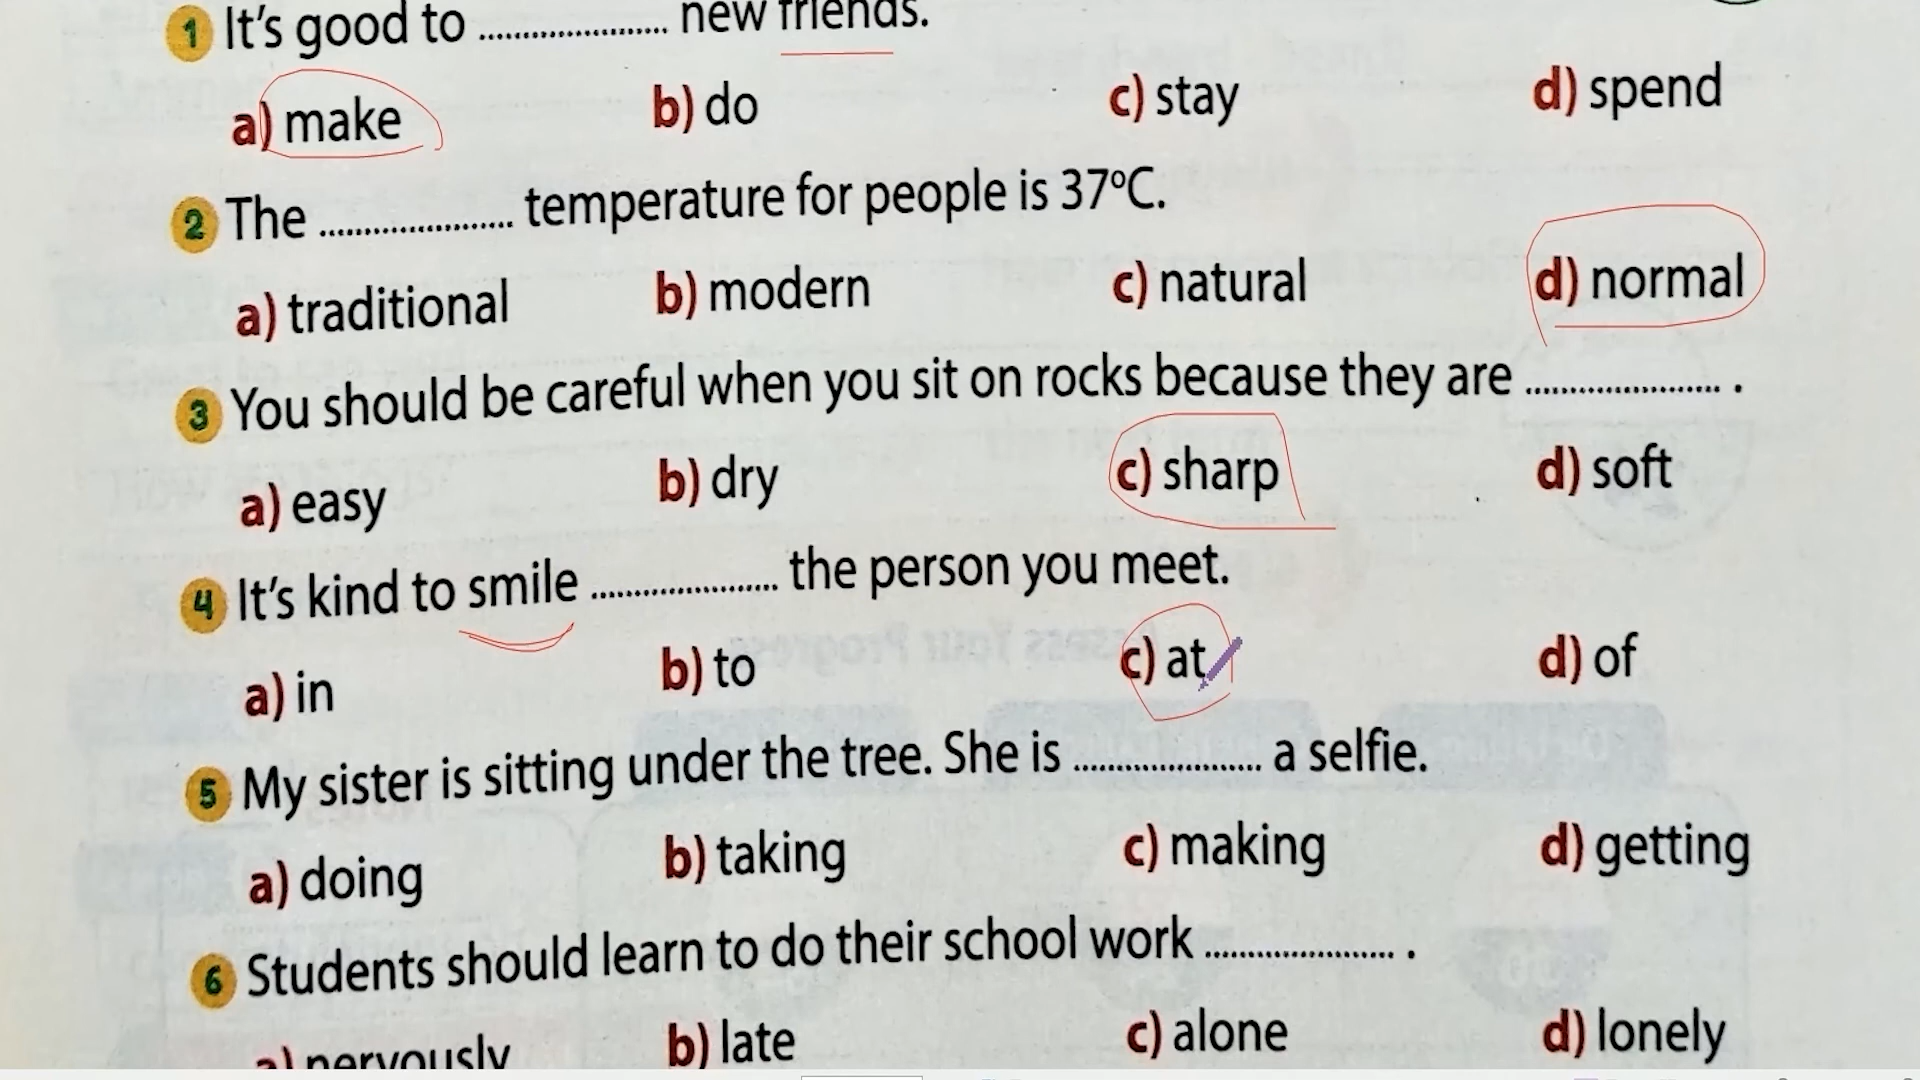 1 It's good to ..................... new friends.
a) make b) do c) stay d) spend
2 The ..................... temperature for people is 37°C.
a) traditional b) modern c) natural d) normal
3 You should be careful when you sit on rocks because they are ..................... .
a) easy b) dry c) sharp d) soft
4 It's kind to smile ..................... the person you meet.
a) in b) to c) at d) of
5 My sister is sitting under the tree. She is ..................... a selfie.
a) doing b) taking c) making d) getting
6 Students should learn to do their school work ..................... .
a) nervously b) late c) alone d) lonely